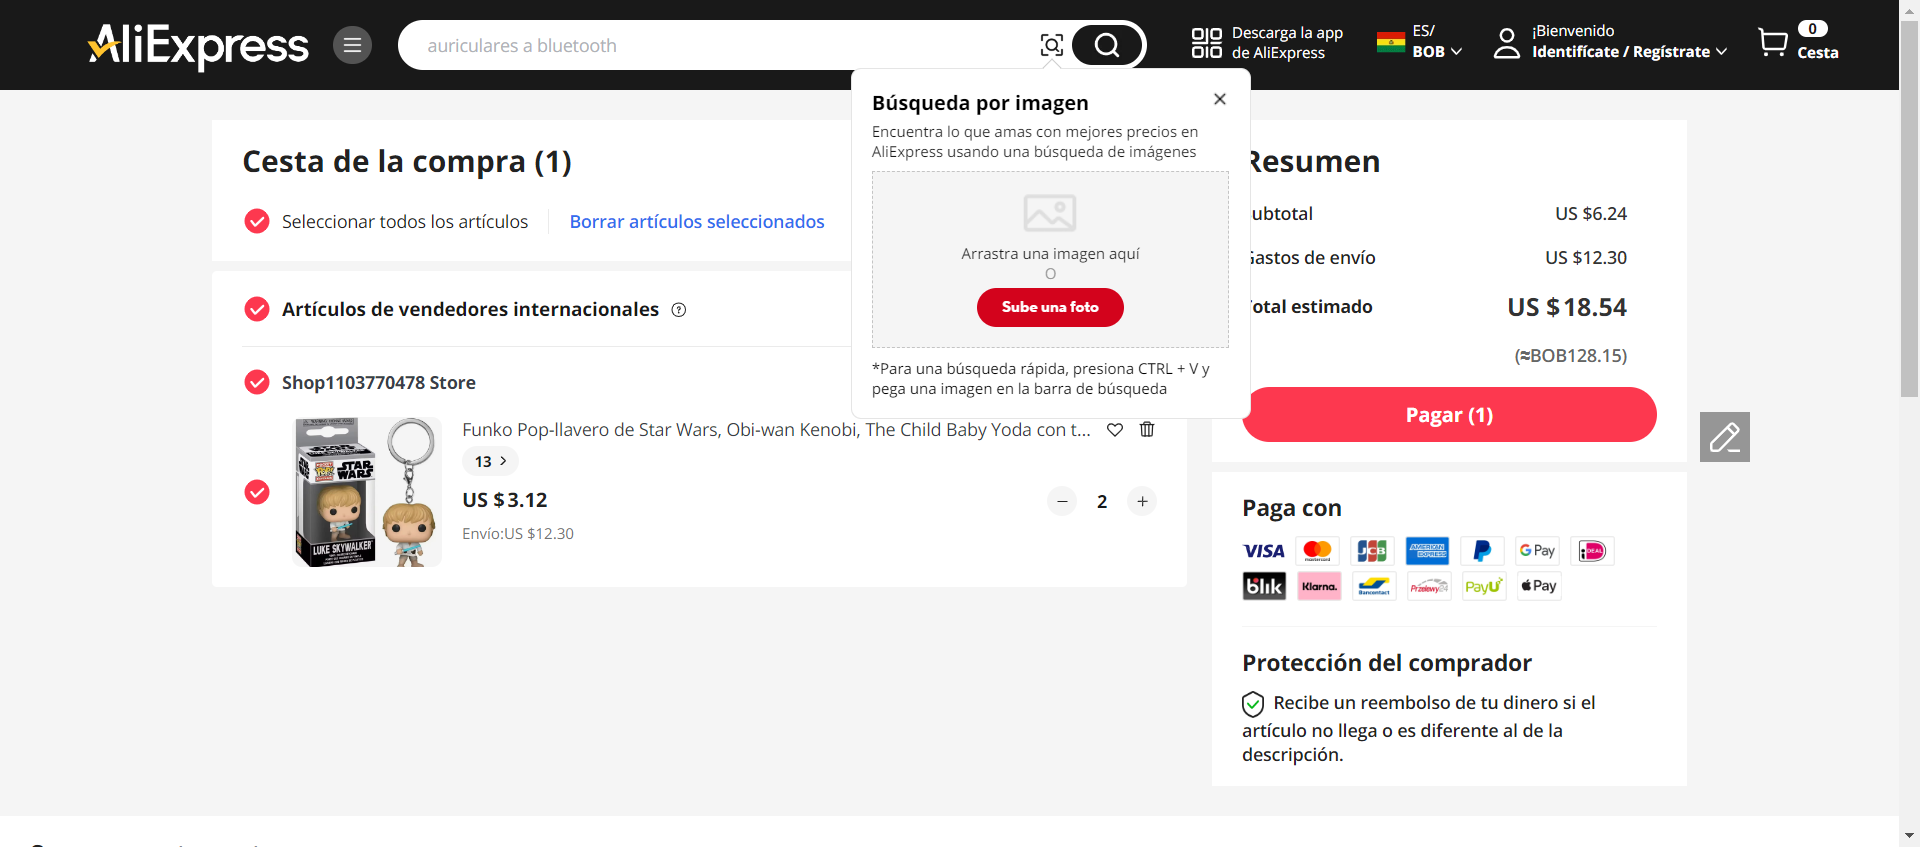 AliExpress
auriculares a bluetooth
Descarga la app
de AliExpress
ES/
BOB
¡Bienvenido
Identifícate / Regístrate
0
Cesta
Búsqueda por imagen
Encuentra lo que amas con mejores precios en
AliExpress usando una búsqueda de imágenes
Arrastra una imagen aquí
O
Sube una foto
*Para una búsqueda rápida, presiona CTRL + V y
pega una imagen en la barra de búsqueda
Cesta de la compra (1)
Seleccionar todos los artículos
Borrar artículos seleccionados
Artículos de vendedores internacionales
Shop1103770478 Store
STAR WARS
LUKE SKYWALKER
Funko Pop-llavero de Star Wars, Obi-wan Kenobi, The Child Baby Yoda con t...
13
US $3.12
2
Envío:US $12.30
Resumen
ubtotal US $6.24
Gastos de envío US $12.30
otal estimado US $18.54
(≈BOB128.15)
Pagar (1)
Paga con
VISA mastercard JCB AMERICAN EXPRESS P G Pay iDEAL
blik Klarna. Bancontact Przelewy24 PayU Pay
Protección del comprador
Recibe un reembolso de tu dinero si el
artículo no llega o es diferente al de la
descripción.